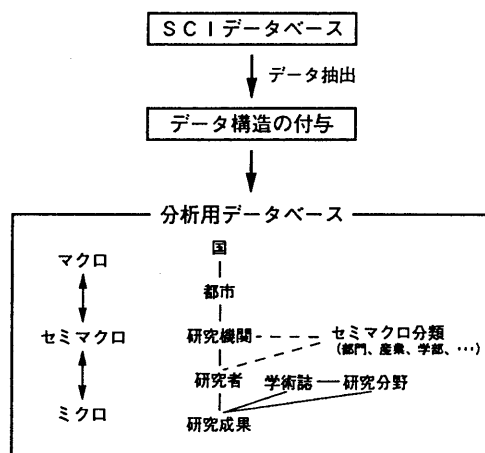 SCIデータベース
データ抽出
データ構造の付与
分析用データベース
国
マクロ
都市
セミマクロ
研究機関
セミマクロ分類
(部門、産業、学部、…)
研究者
学術誌
研究分野
ミクロ
研究成果